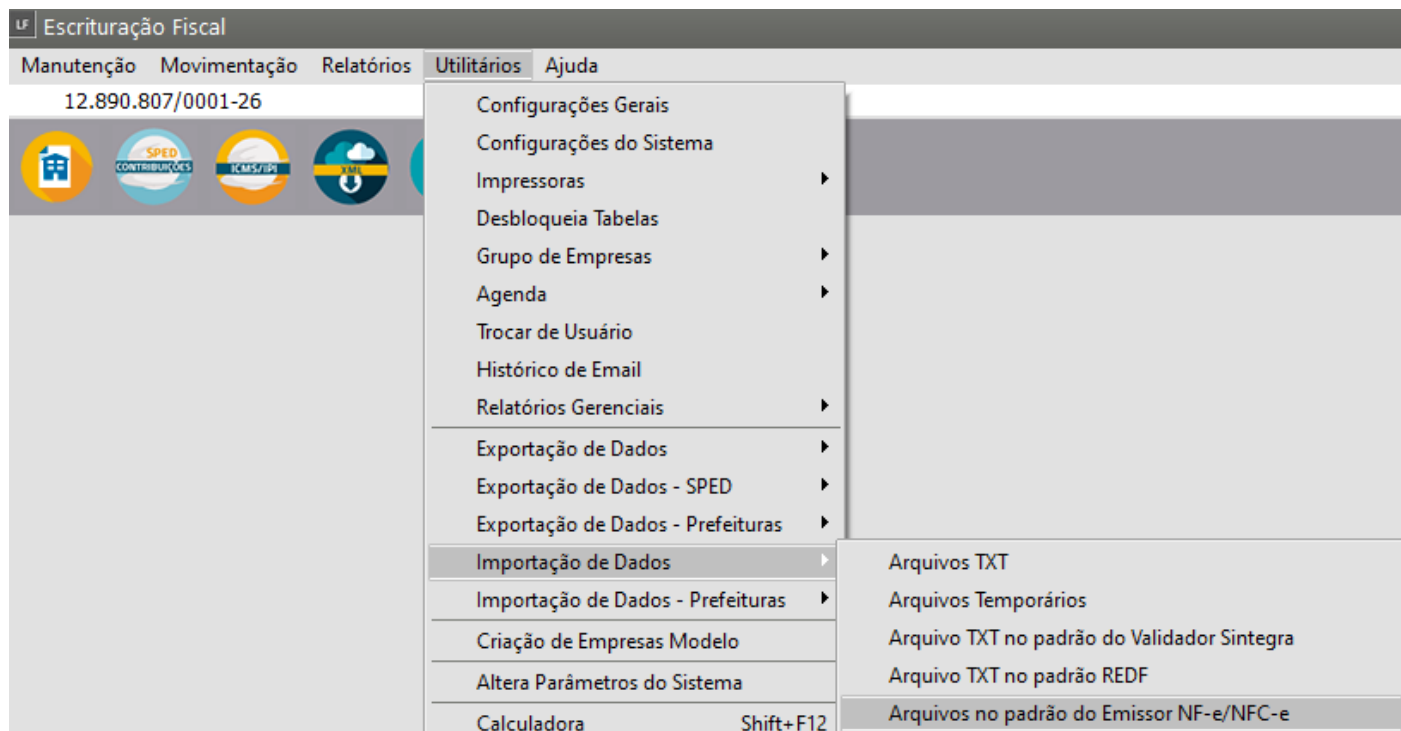 LF Escrituração Fiscal
Manutenção Movimentação Relatórios Utilitários Ajuda
12.890.807/0001-26
SPED
CONTRIBUIÇÕES
ICMS/IPI
XML
Configurações Gerais
Configurações do Sistema
Impressoras
Desbloqueia Tabelas
Grupo de Empresas
Agenda
Trocar de Usuário
Histórico de Email
Relatórios Gerenciais
Exportação de Dados
Exportação de Dados - SPED
Exportação de Dados - Prefeituras
Importação de Dados
Importação de Dados - Prefeituras
Criação de Empresas Modelo
Altera Parâmetros do Sistema
Calculadora Shift+F12
Arquivos TXT
Arquivos Temporários
Arquivo TXT no padrão do Validador Sintegra
Arquivo TXT no padrão REDF
Arquivos no padrão do Emissor NF-e/NFC-e